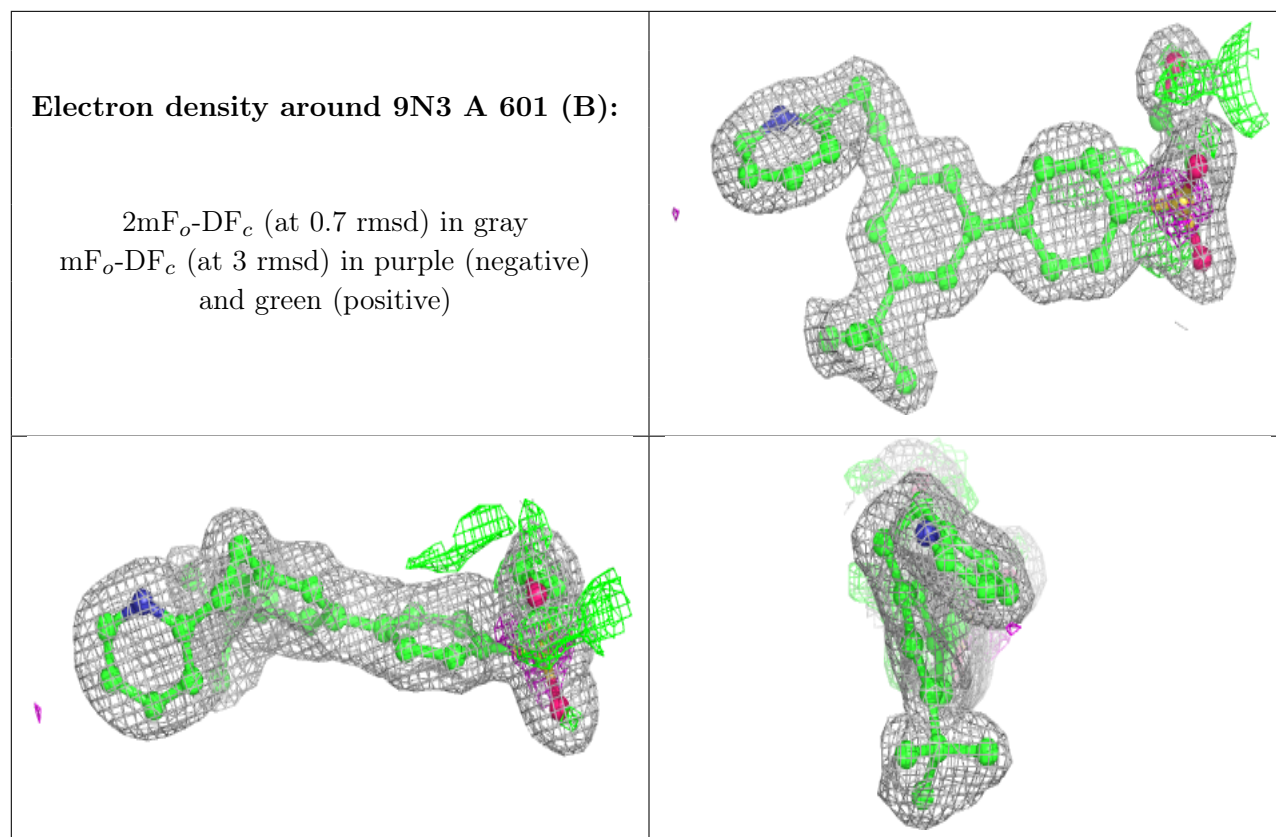 Electron density around 9N3 A 601 (B):
2mFo-DFc (at 0.7 rmsd) in gray
mFo-DFc (at 3 rmsd) in purple (negative)
and green (positive)